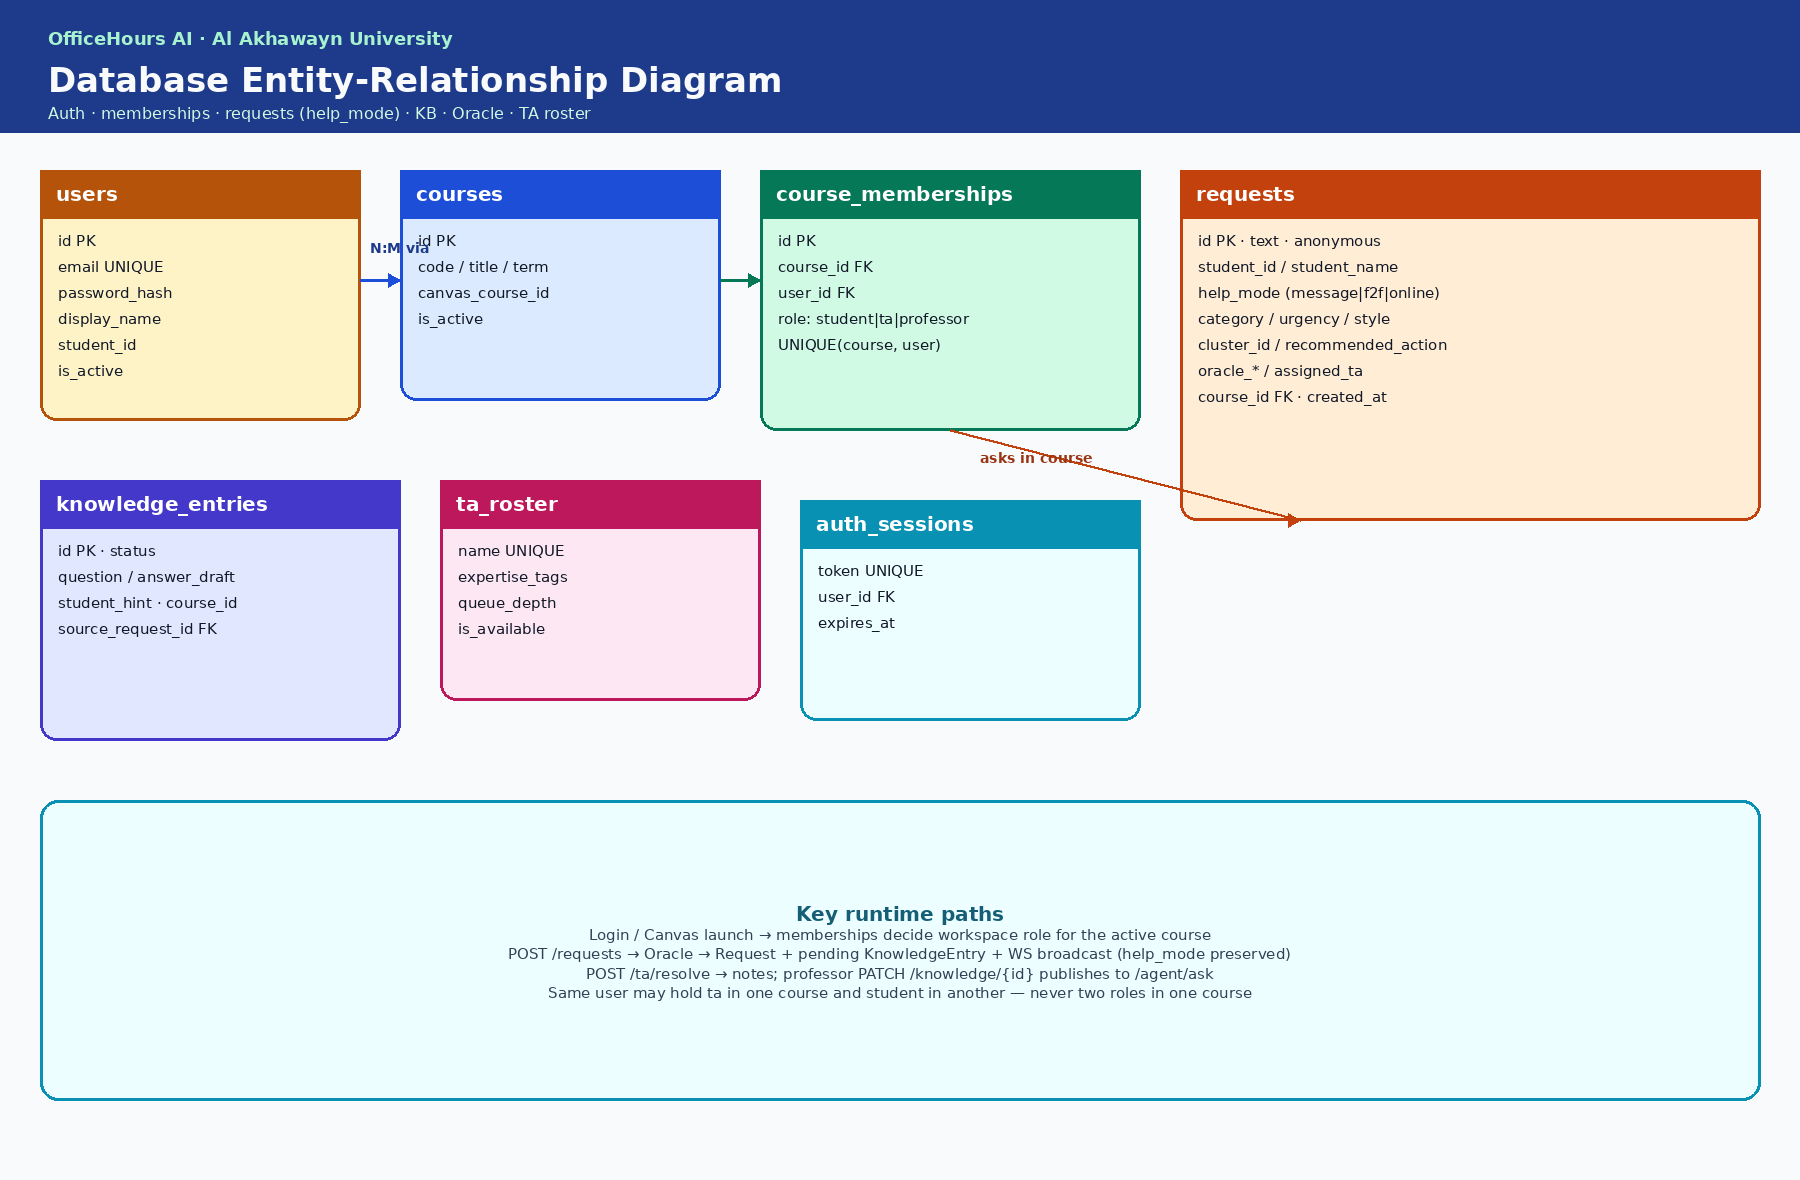 OfficeHours AI · Al Akhawayn University
Database Entity-Relationship Diagram
Auth · memberships · requests (help_mode) · KB · Oracle · TA roster
users
id PK
email UNIQUE
password_hash
display_name
student_id
is_active
N:M via
courses
id PK
code / title / term
canvas_course_id
is_active
course_memberships
id PK
course_id FK
user_id FK
role: student|ta|professor
UNIQUE(course, user)
requests
id PK · text · anonymous
student_id / student_name
help_mode (message|f2f|online)
category / urgency / style
cluster_id / recommended_action
oracle_* / assigned_ta
course_id FK · created_at
asks in course
knowledge_entries
id PK · status
question / answer_draft
student_hint · course_id
source_request_id FK
ta_roster
name UNIQUE
expertise_tags
queue_depth
is_available
auth_sessions
token UNIQUE
user_id FK
expires_at
Key runtime paths
Login / Canvas launch → memberships decide workspace role for the active course
POST /requests → Oracle → Request + pending KnowledgeEntry + WS broadcast (help_mode preserved)
POST /ta/resolve → notes; professor PATCH /knowledge/{id} publishes to /agent/ask
Same user may hold ta in one course and student in another — never two roles in one course